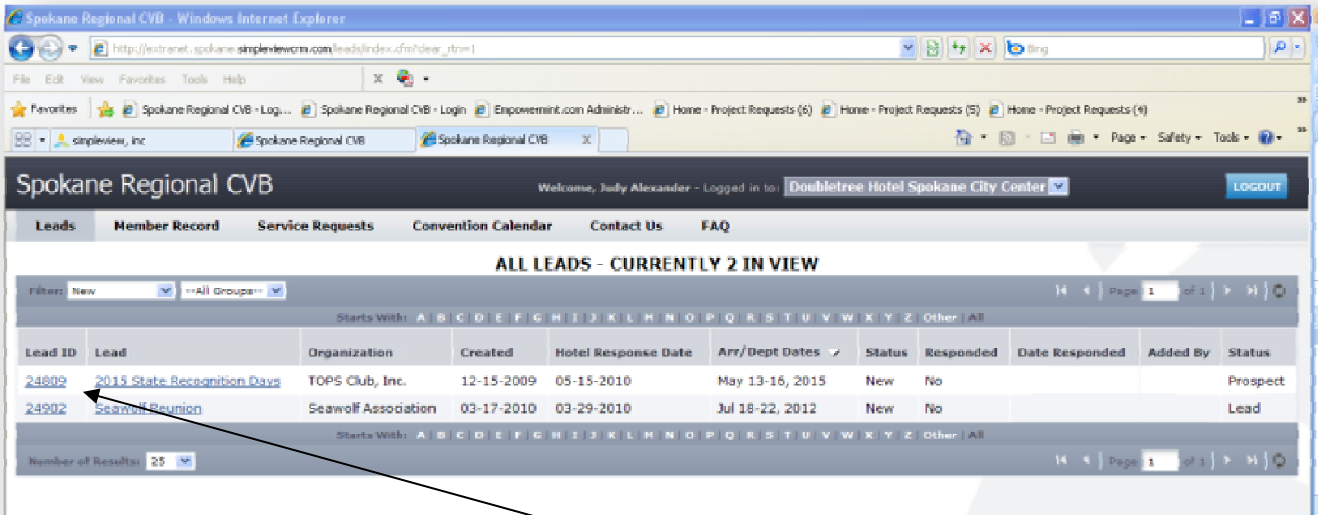 Spokane Regional CVB - Windows Internet Explorer
http://extranet.spokane.simpleviewcrm.com/leads/index.cfm?clear_rtn=1
Bing
File Edit View Favorites Tools Help X
Favorites Spokane Regional CVB - Log... Spokane Regional CVB - Login Empowermint.com Administr... Home - Project Requests (6) Home - Project Requests (5) Home - Project Requests (4)
simpleview, inc Spokane Regional CVB Spokane Regional CVB X Page Safety Tools
Spokane Regional CVB Welcome, Judy Alexander - Logged in to: Doubletree Hotel Spokane City Center LOGOUT
Leads Member Record Service Requests Convention Calendar Contact Us FAQ
ALL LEADS - CURRENTLY 2 IN VIEW
Filter: New --All Groups-- Page 1 of 1
Starts With: A | B | C | D | E | F | G | H | I | J | K | L | M | N | O | P | Q | R | S | T | U | V | W | X | Y | Z | Other | All
Lead ID Lead Organization Created Hotel Response Date Arr/Dept Dates Status Responded Date Responded Added By Status
24809 2015 State Recognition Days TOPS Club, Inc. 12-15-2009 05-15-2010 May 13-16, 2015 New No Prospect
24902 Seawolf Reunion Seawolf Association 03-17-2010 03-29-2010 Jul 18-22, 2012 New No Lead
Starts With: A | B | C | D | E | F | G | H | I | J | K | L | M | N | O | P | Q | R | S | T | U | V | W | X | Y | Z | Other | All
Number of Results: 25 Page 1 of 1